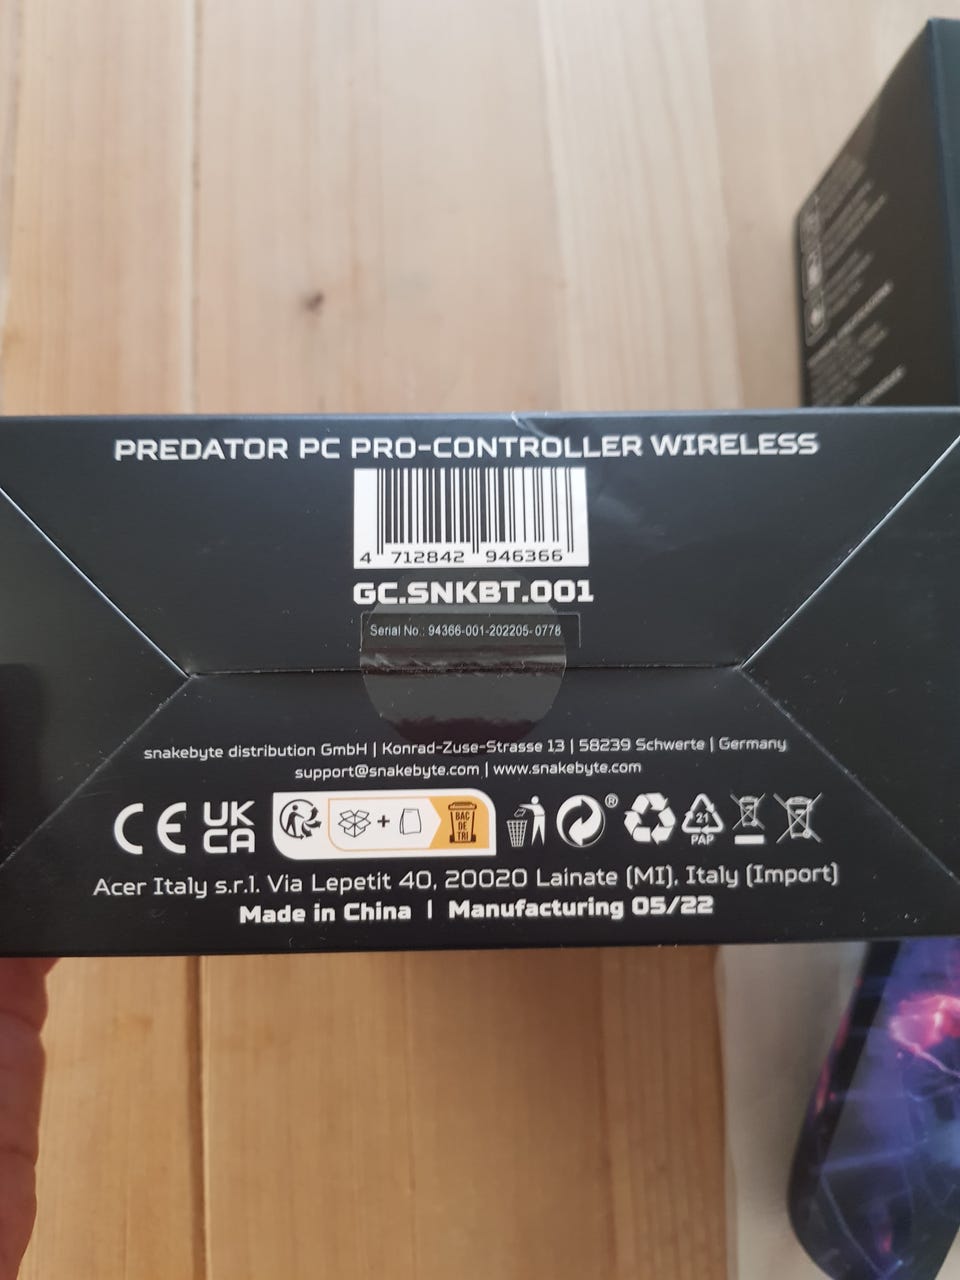 PREDATOR PC PRO-CONTROLLER WIRELESS
4 712842 946366
GC.SNKBT.001
Serial No.: 94366-001-202205-0778
snakebyte distribution GmbH | Konrad-Zuse-Strasse 13 | 58239 Schwerte | Germany
support@snakebyte.com | www.snakebyte.com
CE UK
CA
+
BAC
DE
TRI
®
21
PAP
Acer Italy s.r.l. Via Lepetit 40, 20020 Lainate (MI), Italy (Import)
Made in China | Manufacturing 05/22